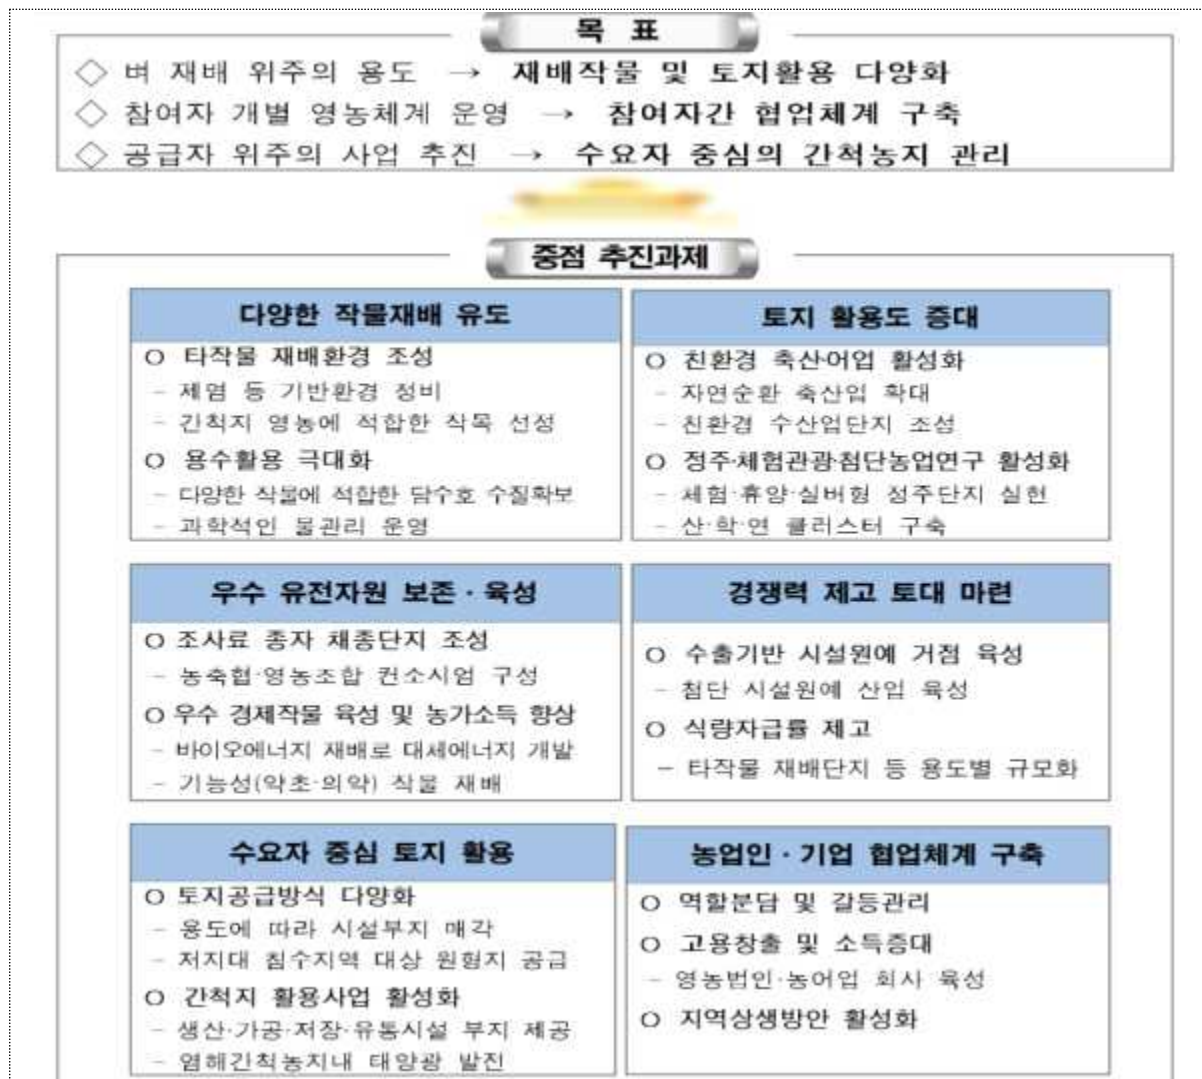 목 표
◇ 벼 재배 위주의 용도 → 재배작물 및 토지활용 다양화
◇ 참여자 개별 영농체계 운영 → 참여자간 협업체계 구축
◇ 공급자 위주의 사업 추진 → 수요자 중심의 간척농지 관리
중점 추진과제
다양한 작물재배 유도
○ 타작물 재배환경 조성
- 제염 등 기반환경 정비
- 간척지 영농에 적합한 작목 선정
○ 용수활용 극대화
- 다양한 작물에 적합한 담수호 수질확보
- 과학적인 물관리 운영
토지 활용도 증대
○ 친환경 축산·어업 활성화
- 자연순환 축산업 확대
- 친환경 수산업단지 조성
○ 정주·체험관광·첨단농업연구 활성화
- 체험·휴양·실버형 정주단지 실현
- 산·학·연 클러스터 구축
우수 유전자원 보존·육성
○ 조사료 종자 채종단지 조성
- 농축협·영농조합 컨소시엄 구성
○ 우수 경제작물 육성 및 농가소득 향상
- 바이오에너지 재배로 대체에너지 개발
- 기능성(약초·의약) 작물 재배
경쟁력 제고 토대 마련
○ 수출기반 시설원예 거점 육성
- 첨단 시설원예 산업 육성
○ 식량자급률 제고
- 타작물 재배단지 등 용도별 규모화
수요자 중심 토지 활용
○ 토지공급방식 다양화
- 용도에 따라 시설부지 매각
- 저지대 침수지역 대상 원형지 공급
○ 간척지 활용사업 활성화
- 생산·가공·저장·유통시설 부지 제공
- 염해간척농지내 태양광 발전
농업인·기업 협업체계 구축
○ 역할분담 및 갈등관리
○ 고용창출 및 소득증대
- 영농법인·농어업 회사 육성
○ 지역상생방안 활성화